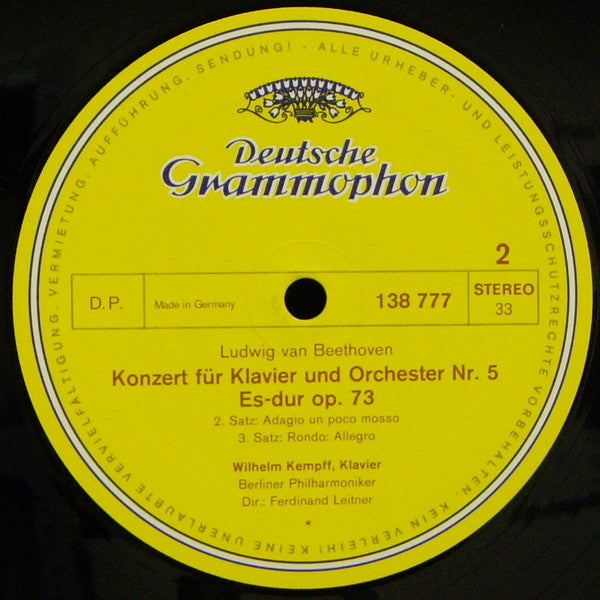 ALLE URHEBER- UND LEISTUNGSSCHUTZRECHTE VORBEHALTEN. KEIN VERLEIH! KEINE UNERLAUBTE VERVIELFÄLTIGUNG, VERMIETUNG, AUFFÜHRUNG, SENDUNG! ·
Deutsche
Grammophon
2
D.P.
Made in Germany
138 777
STEREO
33
Ludwig van Beethoven
Konzert für Klavier und Orchester Nr. 5
Es-dur op. 73
2. Satz: Adagio un poco mosso
3. Satz: Rondo: Allegro
Wilhelm Kempff, Klavier
Berliner Philharmoniker
Dir.: Ferdinand Leitner
*